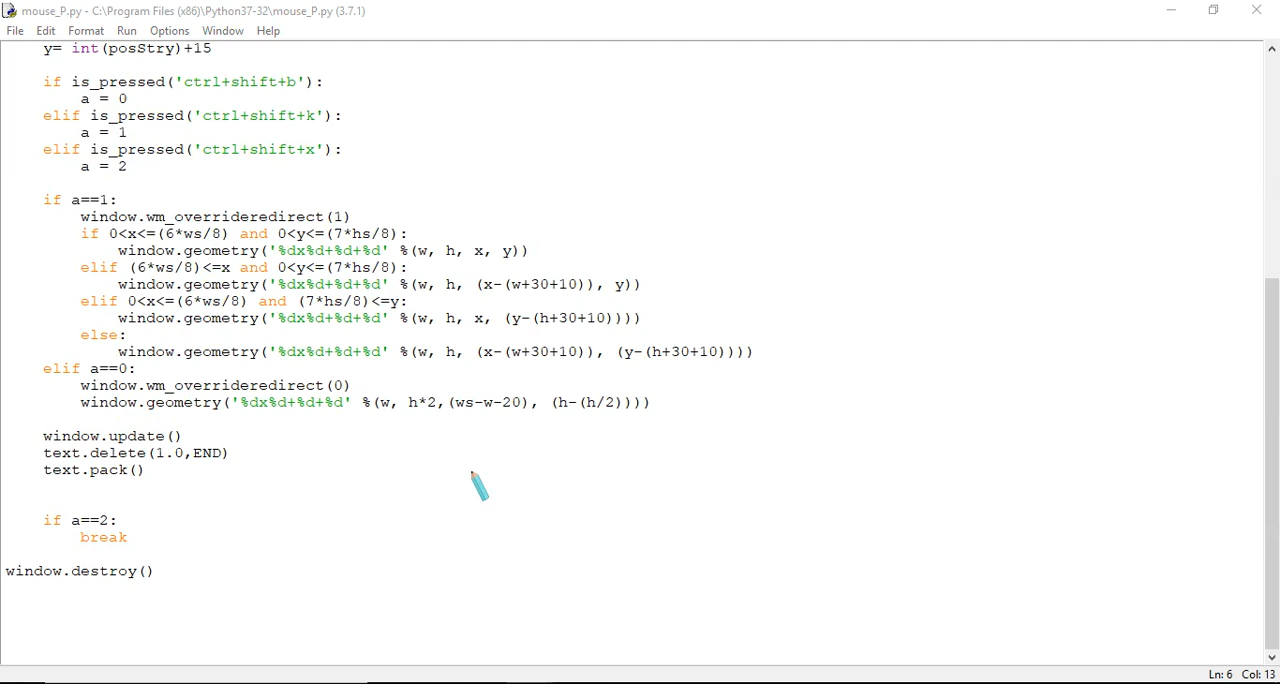 mouse_P.py - C:\Program Files (x86)\Python37-32\mouse_P.py (3.7.1)
File Edit Format Run Options Window Help
    y= int(posStry)+15

    if is_pressed('ctrl+shift+b'):
        a = 0
    elif is_pressed('ctrl+shift+k'):
        a = 1
    elif is_pressed('ctrl+shift+x'):
        a = 2

    if a==1:
        window.wm_overrideredirect(1)
        if 0<x<=(6*ws/8) and 0<y<=(7*hs/8):
            window.geometry('%dx%d+%d+%d' %(w, h, x, y))
        elif (6*ws/8)<=x and 0<y<=(7*hs/8):
            window.geometry('%dx%d+%d+%d' %(w, h, (x-(w+30+10)), y))
        elif 0<x<=(6*ws/8) and (7*hs/8)<=y:
            window.geometry('%dx%d+%d+%d' %(w, h, x, (y-(h+30+10))))
        else:
            window.geometry('%dx%d+%d+%d' %(w, h, (x-(w+30+10)), (y-(h+30+10))))
    elif a==0:
        window.wm_overrideredirect(0)
        window.geometry('%dx%d+%d+%d' %(w, h*2,(ws-w-20), (h-(h/2))))

    window.update()
    text.delete(1.0,END)
    text.pack()

    if a==2:
        break

window.destroy()
Ln: 6 Col: 13